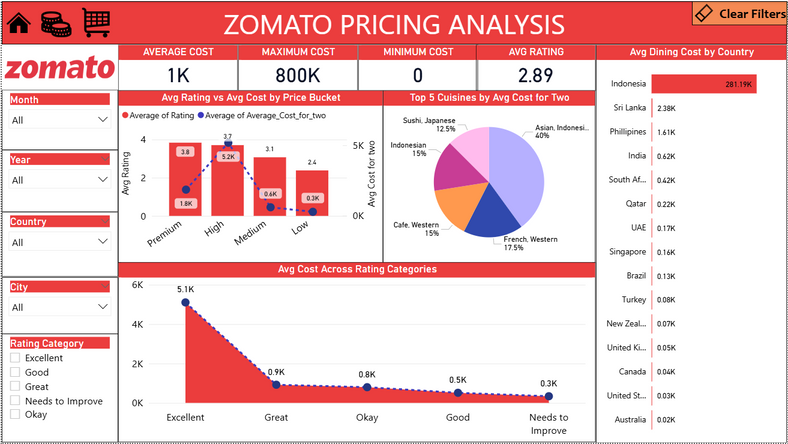 ZOMATO PRICING ANALYSIS
Clear Filters
zomato
AVERAGE COST
1K
MAXIMUM COST
800K
MINIMUM COST
0
AVG RATING
2.89
Month
All
Year
All
Country
All
City
All
Rating Category
Excellent
Good
Great
Needs to Improve
Okay
Avg Rating vs Avg Cost by Price Bucket
Average of Rating
Average of Average_Cost_for_two
Avg Rating
4
2
0
3.8
3.7
3.1
2.4
1.8K
5.2K
0.6K
0.3K
5K
0K
Avg Cost for two
Premium
High
Medium
Low
Top 5 Cuisines by Avg Cost for Two
Sushi, Japanese
12.5%
Asian, Indonesi...
40%
Indonesian
15%
Cafe, Western
15%
French, Western
17.5%
Avg Cost Across Rating Categories
6K
4K
2K
0K
5.1K
0.9K
0.8K
0.5K
0.3K
Excellent
Great
Okay
Good
Needs to
Improve
Avg Dining Cost by Country
Indonesia 281.19K
Sri Lanka 2.38K
Phillipines 1.61K
India 0.62K
South Af... 0.42K
Qatar 0.22K
UAE 0.17K
Singapore 0.16K
Brazil 0.13K
Turkey 0.08K
New Zeal... 0.07K
United Ki... 0.05K
Canada 0.04K
United St... 0.03K
Australia 0.02K